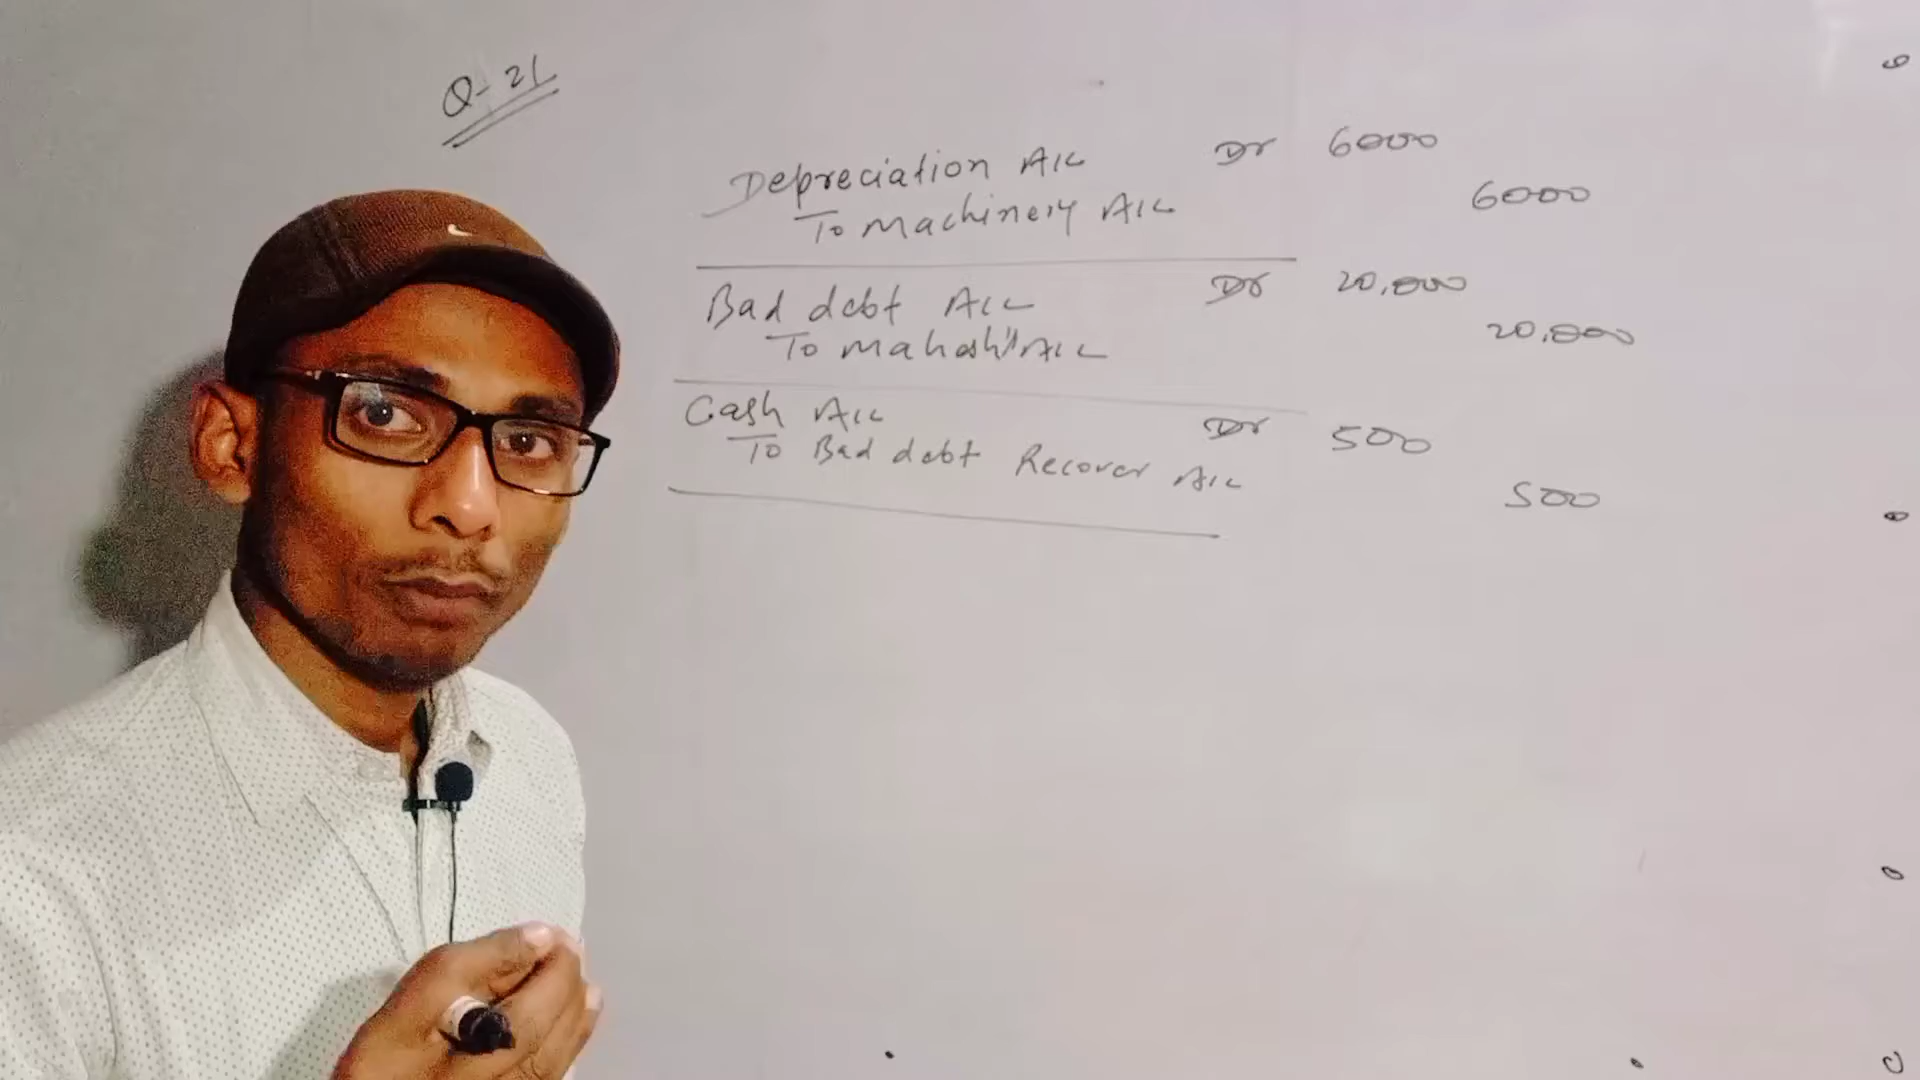 Q-21
Depreciation A/c Dr 6000
To Machinery A/c 6000
Bad debt A/c Dr 20,000
To A/c 20,000
Cash A/c Dr 500
To Bad debt Recover A/c 500